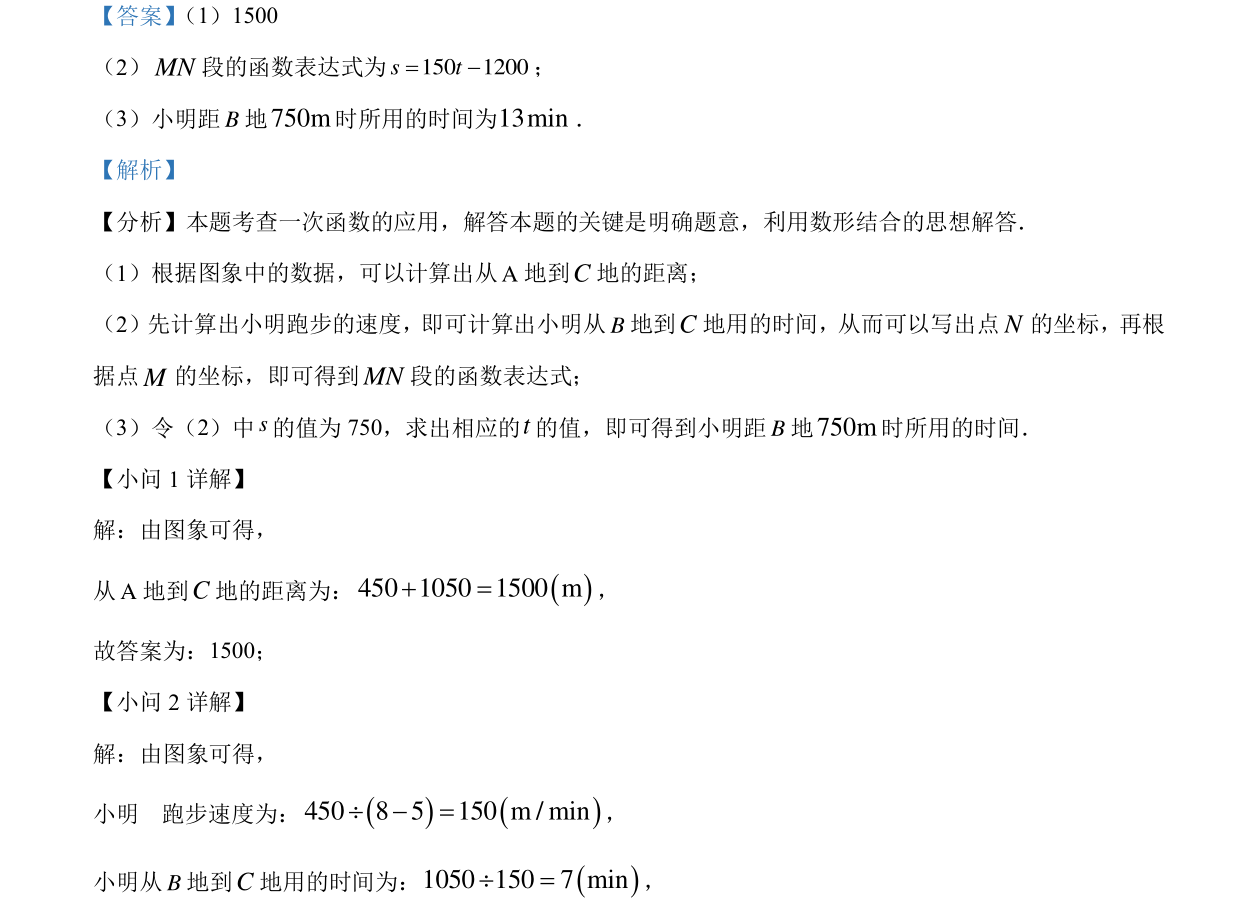 【答案】（1）1500
（2）MN 段的函数表达式为 s=150t−1200；
（3）小明距 B 地 750m 时所用的时间为 13min．
【解析】
【分析】本题考查一次函数的应用，解答本题的关键是明确题意，利用数形结合的思想解答．
（1）根据图象中的数据，可以计算出从 A 地到 C 地的距离；
（2）先计算出小明跑步的速度，即可计算出小明从 B 地到 C 地用的时间，从而可以写出点 N 的坐标，再根
据点 M 的坐标，即可得到 MN 段的函数表达式；
（3）令（2）中 s 的值为 750，求出相应的 t 的值，即可得到小明距 B 地 750m 时所用的时间．
【小问 1 详解】
解：由图象可得，
从 A 地到 C 地的距离为：450+1050=1500(m)，
故答案为：1500；
【小问 2 详解】
解：由图象可得，
小明 跑步速度为：450÷(8−5)=150(m/min)，
小明从 B 地到 C 地用的时间为：1050÷150=7(min)，